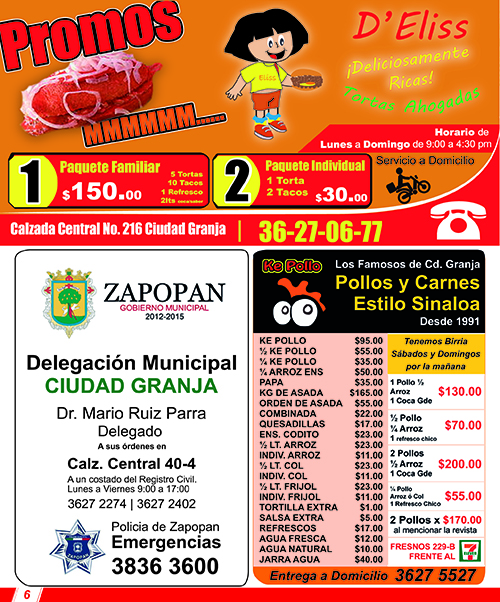 Promos
MMMMMM......
Eliss
D'Eliss
¡Deliciosamente
Ricas!
Tortas Ahogadas
Horario de
Lunes a Domingo de 9:00 a 4:30 pm
1
Paquete Familiar
$150.00
5 Tortas
10 Tacos
1 Refresco
2lts
2
Paquete Individual
1 Torta
2 Tacos
$30.00
Servicio a Domicilio
Calzada Central No. 216 Ciudad Granja | 36-27-06-77
ZAPOPAN
GOBIERNO MUNICIPAL
2012-2015
Delegación Municipal
CIUDAD GRANJA
Dr. Mario Ruiz Parra
Delegado
A sus órdenes en
Calz. Central 40-4
A un costado del Registro Civil.
Lunes a Viernes 9:00 a 17:00
3627 2274 | 3627 2402
Policia de Zapopan
Emergencias
3836 3600
ZAPOPAN
Ke Pollo
Los Famosos de Cd. Granja
Pollos y Carnes
Estilo Sinaloa
Desde 1991
KE POLLO $95.00
½ KE POLLO $55.00
¼ KE POLLO $35.00
¼ ARROZ ENS $50.00
PAPA $35.00
KG DE ASADA $165.00
ORDEN DE ASADA $55.00
COMBINADA $22.00
QUESADILLAS $17.00
ENS. CODITO $23.00
½ LT. ARROZ $23.00
INDIV. ARROZ $11.00
½ LT. COL $23.00
INDIV. COL $11.00
½ LT. FRIJOL $23.00
INDIV. FRIJOL $11.00
TORTILLA EXTRA $1.00
SALSA EXTRA $5.00
REFRESCOS $17.00
AGUA FRESCA $12.00
AGUA NATURAL $10.00
JARRA AGUA $40.00
Tenemos Birria
Sábados y Domingos
por la mañana
1 Pollo ½
Arroz
1 Coca Gde
$130.00
½ Pollo
¼ Arroz
1 refresco chico
$70.00
2 Pollos
½ Arroz
1 Coca Gde
$200.00
¼ Pollo
Arroz ó Col
1 Refresco Chico
$55.00
2 Pollos x $170.00
al mencionar la revista
FRESNOS 229-B
FRENTE AL
7
ELEVEN
Entrega a Domicilio 3627 5527
6